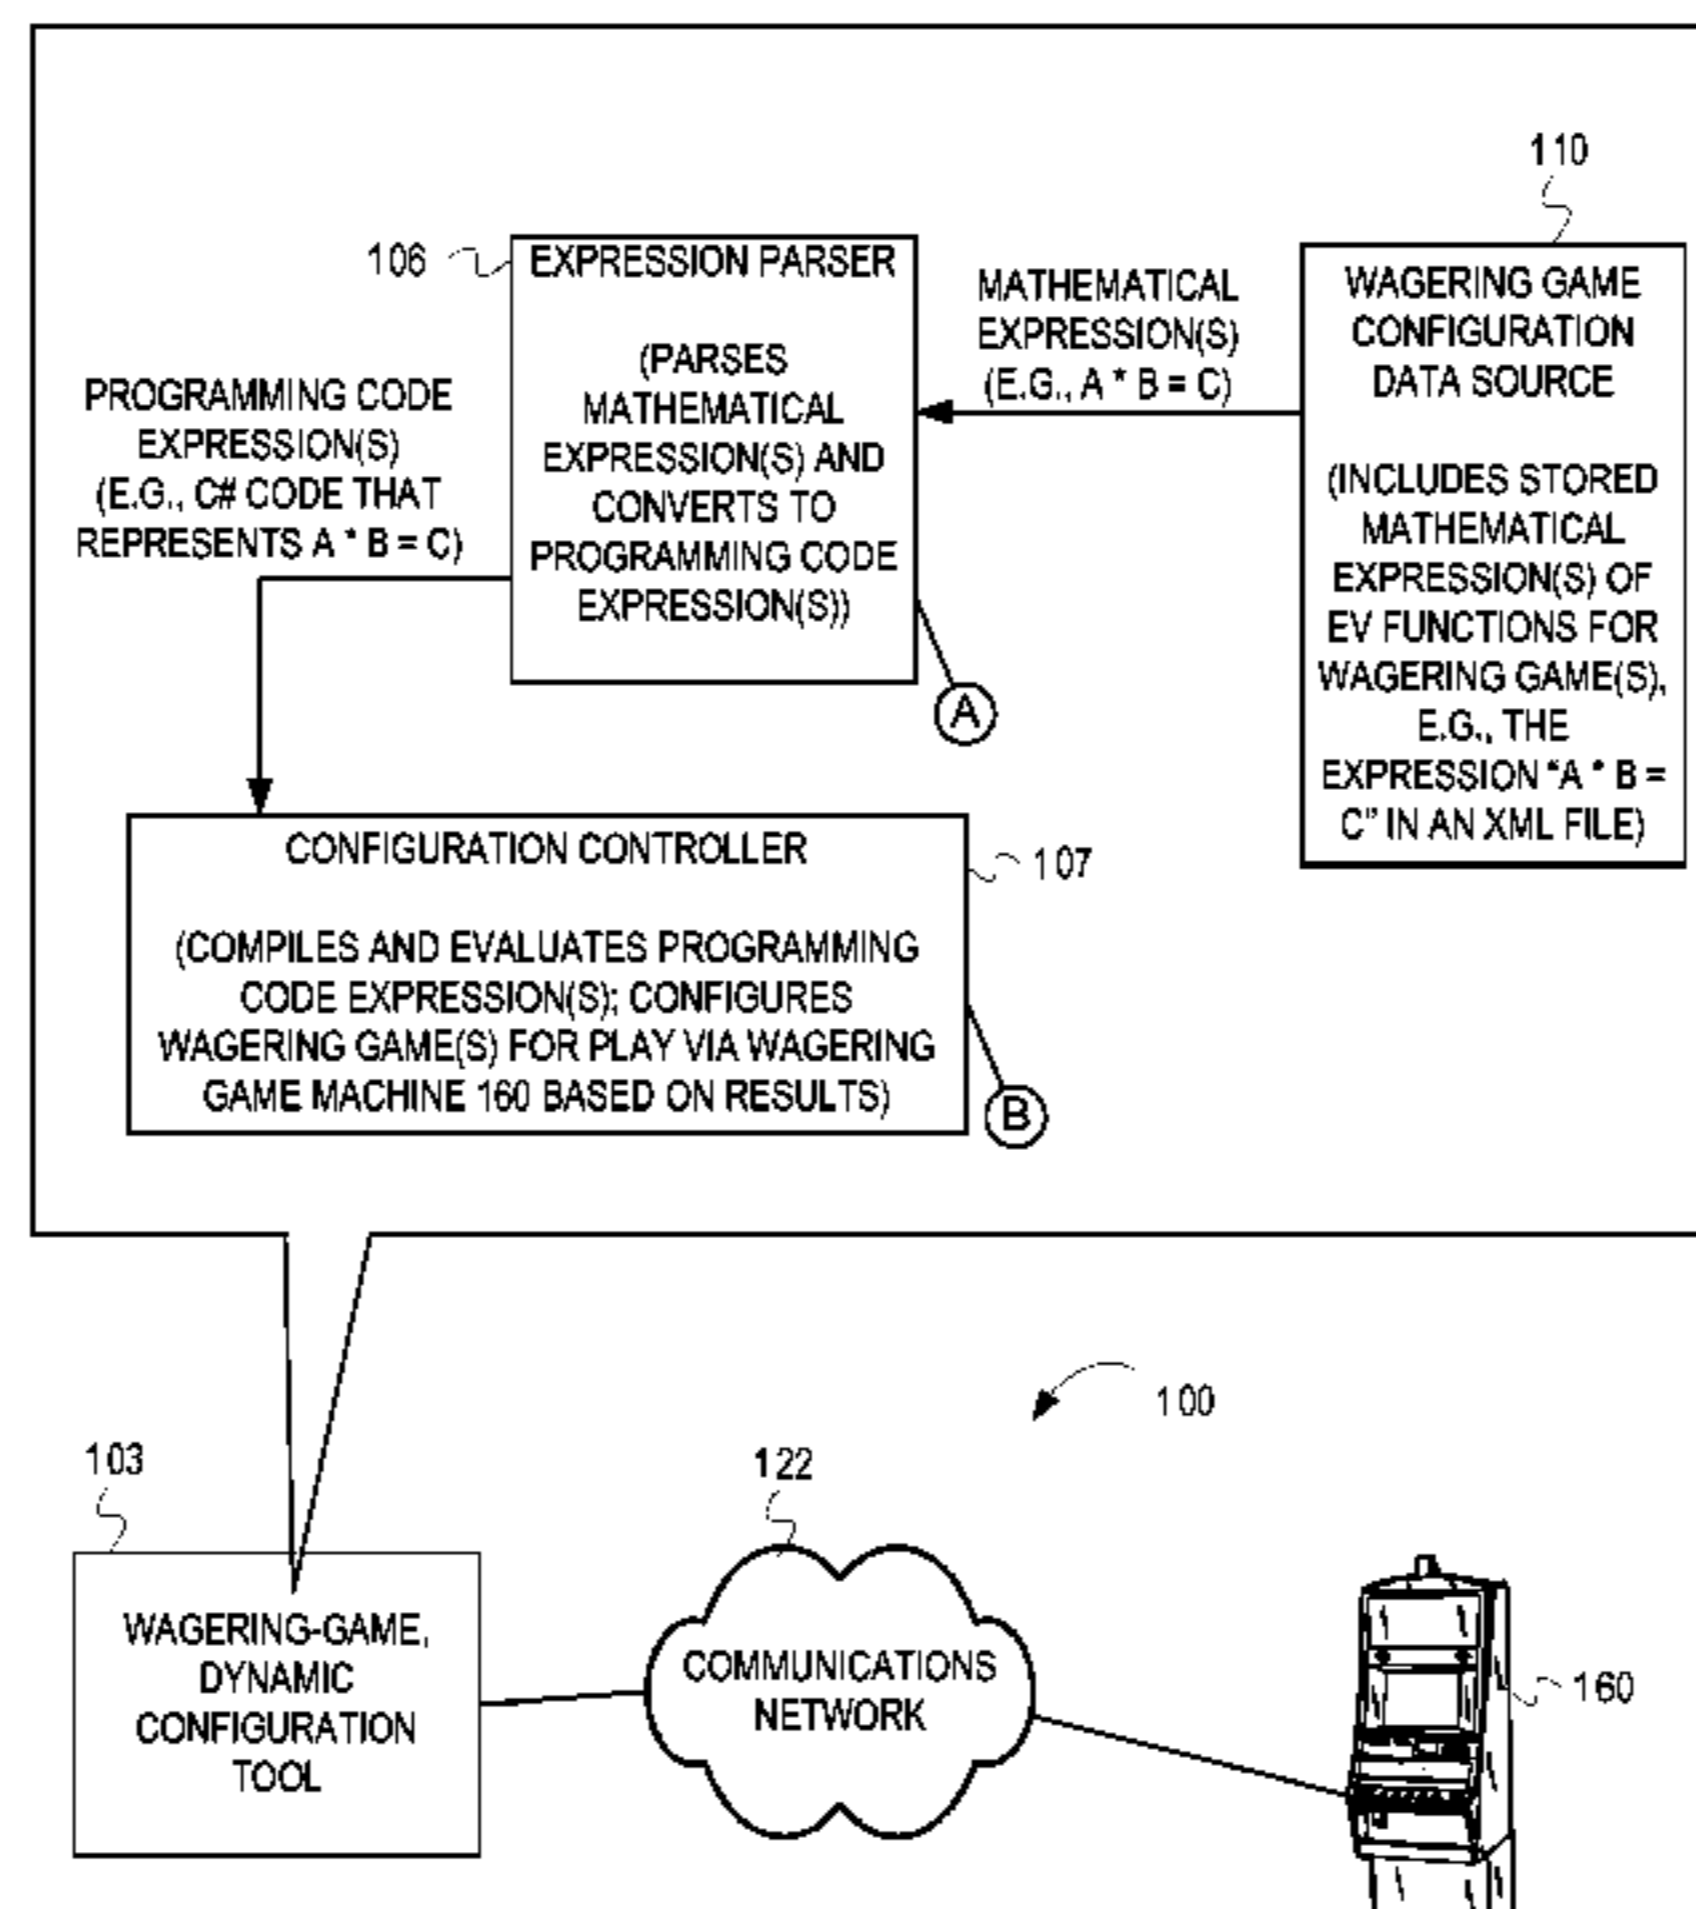 110
106
EXPRESSION PARSER
(PARSES
MATHEMATICAL
EXPRESSION(S) AND
CONVERTS TO
PROGRAMMING CODE
EXPRESSION(S))
MATHEMATICAL
EXPRESSION(S)
(E.G., A * B = C)
WAGERING GAME
CONFIGURATION
DATA SOURCE
(INCLUDES STORED
MATHEMATICAL
EXPRESSION(S) OF
EV FUNCTIONS FOR
WAGERING GAME(S),
E.G., THE
EXPRESSION "A * B =
C" IN AN XML FILE)
PROGRAMMING CODE
EXPRESSION(S)
(E.G., C# CODE THAT
REPRESENTS A * B = C)
A
CONFIGURATION CONTROLLER
107
(COMPILES AND EVALUATES PROGRAMMING
CODE EXPRESSION(S); CONFIGURES
WAGERING GAME(S) FOR PLAY VIA WAGERING
GAME MACHINE 160 BASED ON RESULTS)
B
100
103
122
WAGERING-GAME,
DYNAMIC
CONFIGURATION
TOOL
COMMUNICATIONS
NETWORK
160